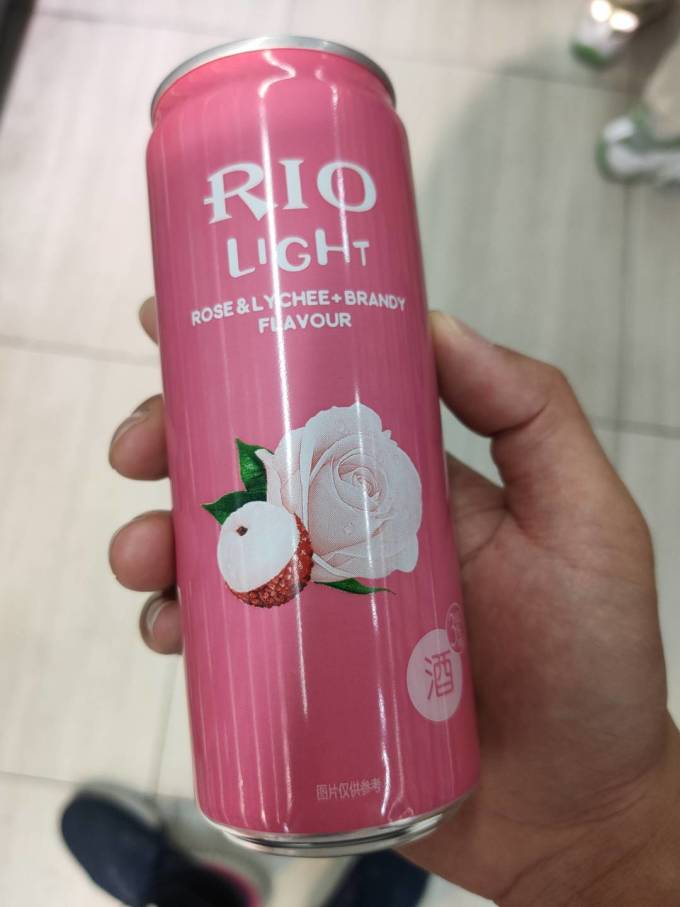 RIO
LIGHT
ROSE & LYCHEE + BRANDY
FLAVOUR
酒
图片仅供参考